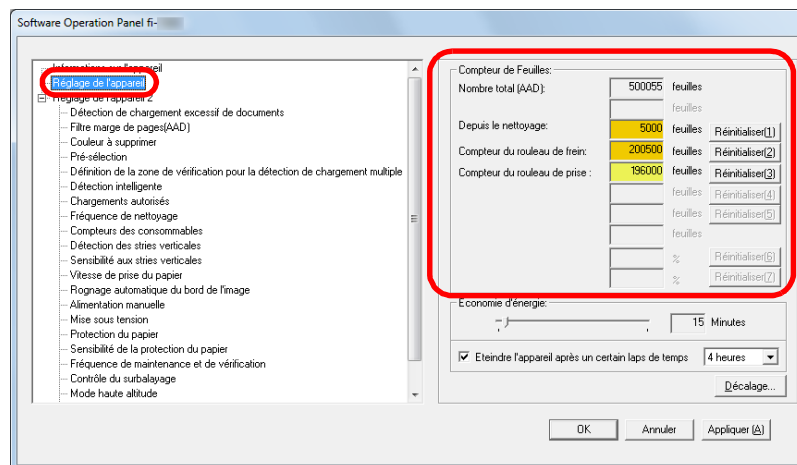 Software Operation Panel fi-
Informations sur l'appareil
Réglage de l'appareil
Réglage de l'appareil 2
Détection de chargement excessif de documents
Filtre marge de pages(AAD)
Couleur à supprimer
Pré-sélection
Définition de la zone de vérification pour la détection de chargement multiple
Détection intelligente
Chargements autorisés
Fréquence de nettoyage
Compteurs des consommables
Détection des stries verticales
Sensibilité aux stries verticales
Vitesse de prise du papier
Rognage automatique du bord de l'image
Alimentation manuelle
Mise sous tension
Protection du papier
Sensibilité de la protection du papier
Fréquence de maintenance et de vérification
Contrôle du surbalayage
Mode haute altitude
Compteur de Feuilles:
Nombre total (AAD): 500055 feuilles
feuilles
Depuis le nettoyage: 5000 feuilles Réinitialiser(1)
Compteur du rouleau de frein: 200500 feuilles Réinitialiser(2)
Compteur du rouleau de prise : 196000 feuilles Réinitialiser(3)
feuilles Réinitialiser(4)
feuilles Réinitialiser(5)
feuilles
% Réinitialiser(6)
% Réinitialiser(7)
Economie d'énergie:
15 Minutes
Eteindre l'appareil après un certain laps de temps 4 heures
Décalage...
OK Annuler Appliquer (A)